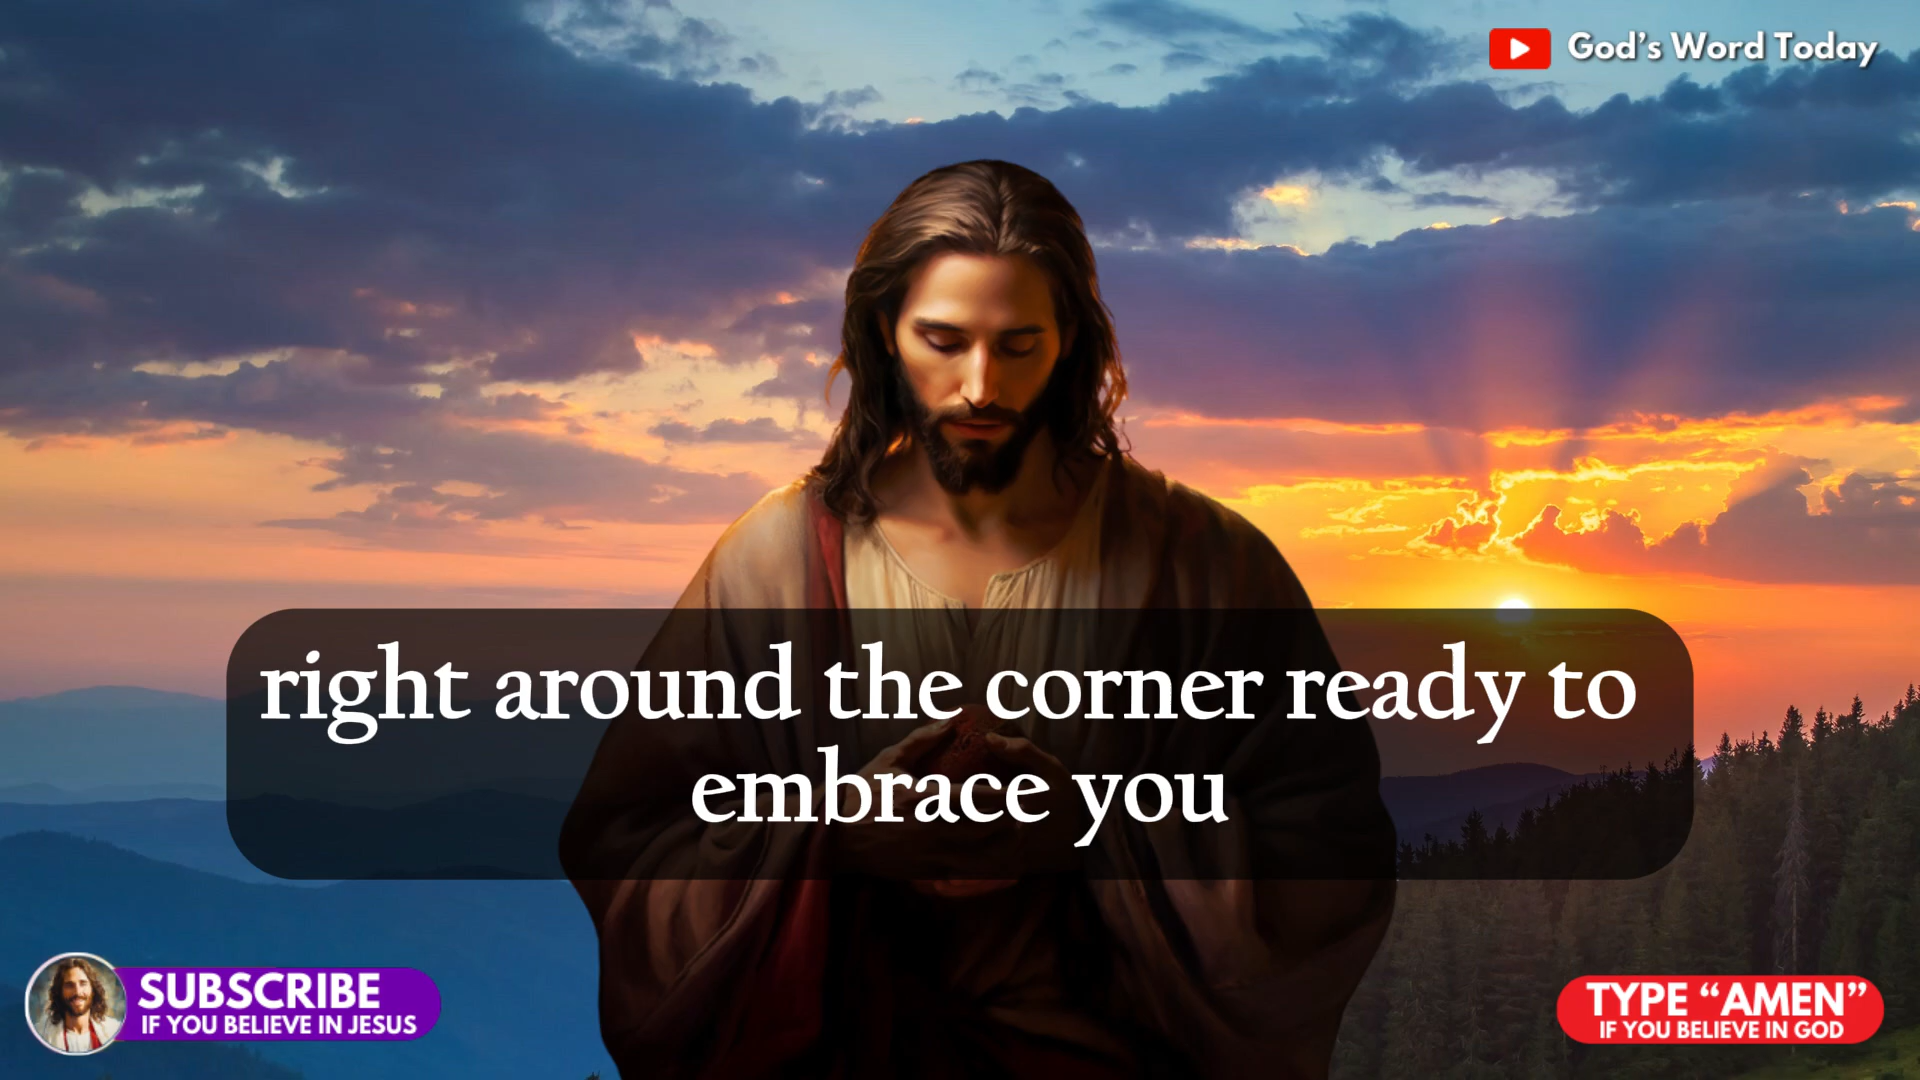 God’s Word Today
right around the corner ready to
embrace you
SUBSCRIBE
IF YOU BELIEVE IN JESUS
TYPE “AMEN”
IF YOU BELIEVE IN GOD